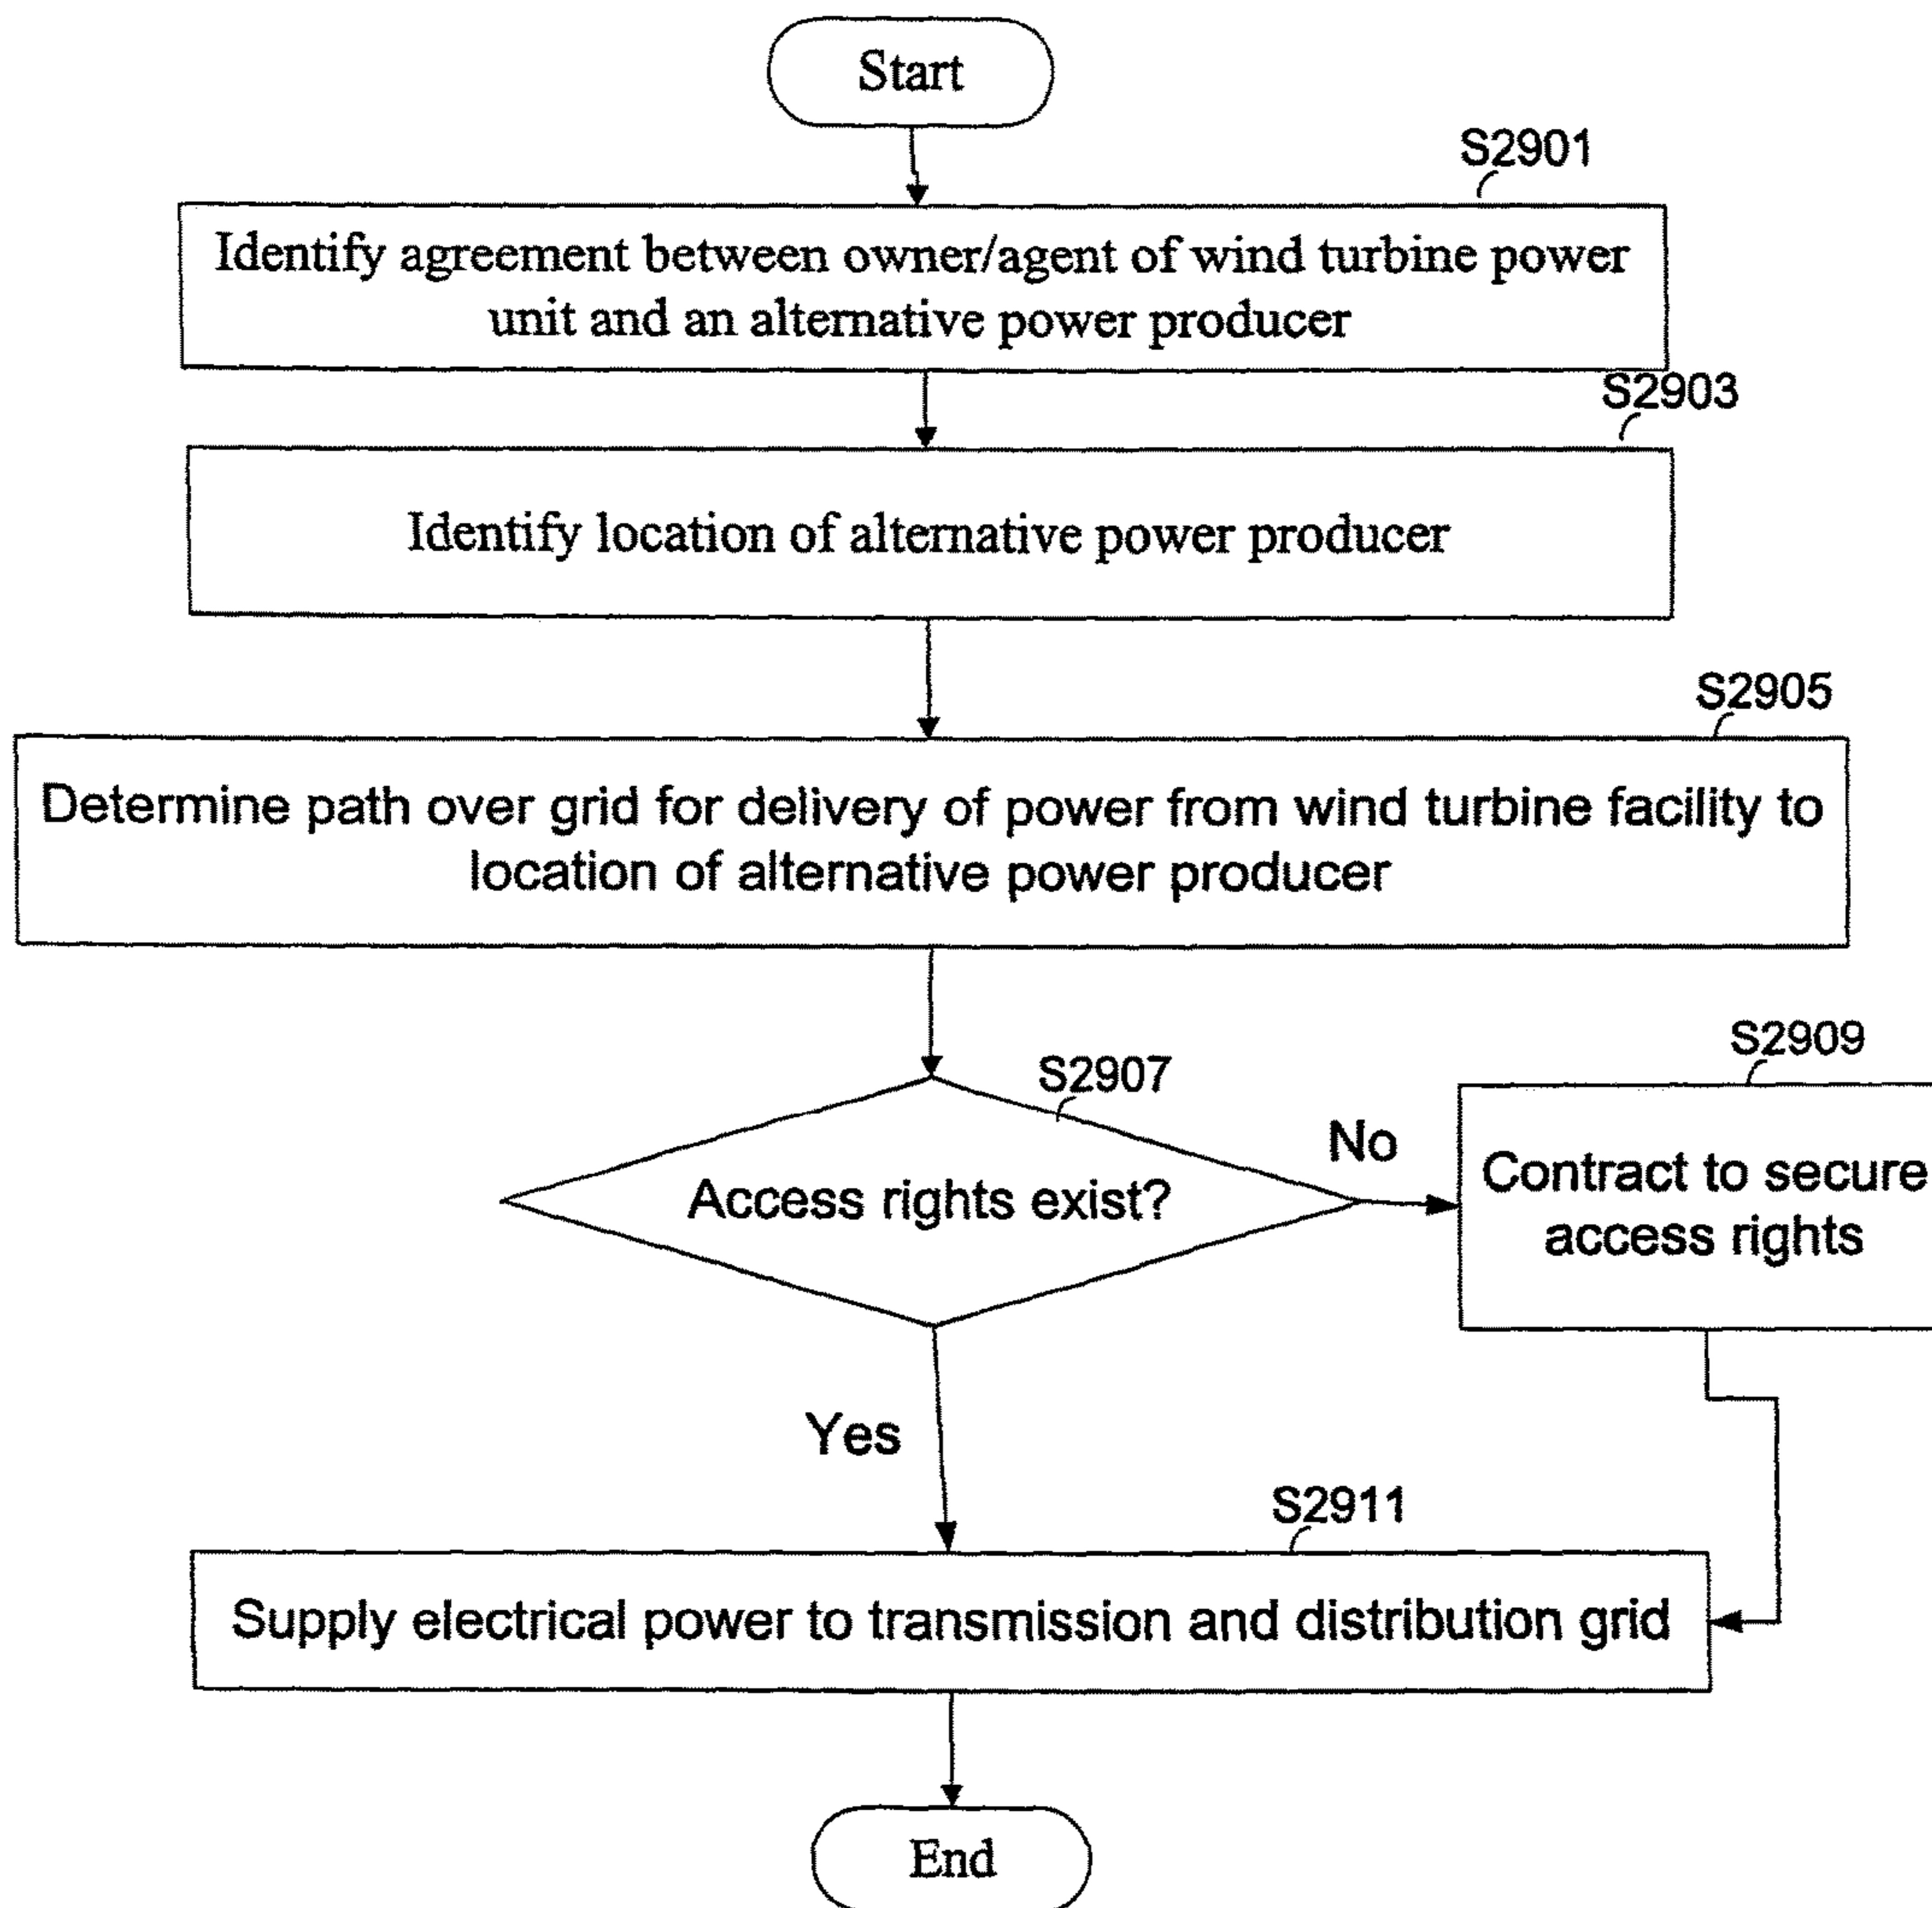 Start
S2901
Identify agreement between owner/agent of wind turbine power
unit and an alternative power producer
S2903
Identify location of alternative power producer
S2905
Determine path over grid for delivery of power from wind turbine facility to
location of alternative power producer
S2907
Access rights exist?
No
S2909
Contract to secure
access rights
Yes
S2911
Supply electrical power to transmission and distribution grid
End